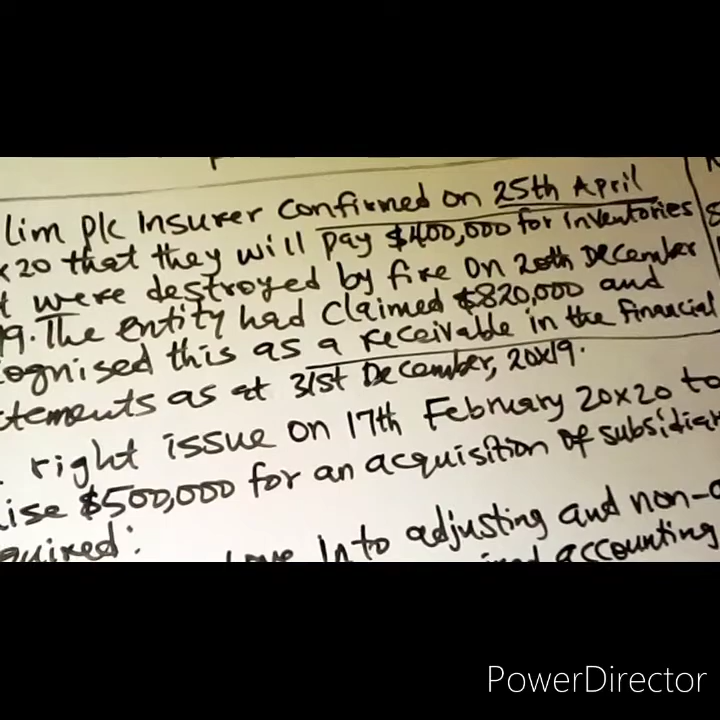 lim plc Insurer confirmed on 25th April
x20 that they will pay $400,000 for inventories
t were destroyed by fire on 20th December
19. The entity had claimed $820,000 and
ognised this as a receivable in the financial
tements as at 31st December, 20x19.
right issue on 17th February 20x20 to
ise $500,000 for an acquisition of subsidiar
quired:
into adjusting and non-a
accounting
PowerDirector